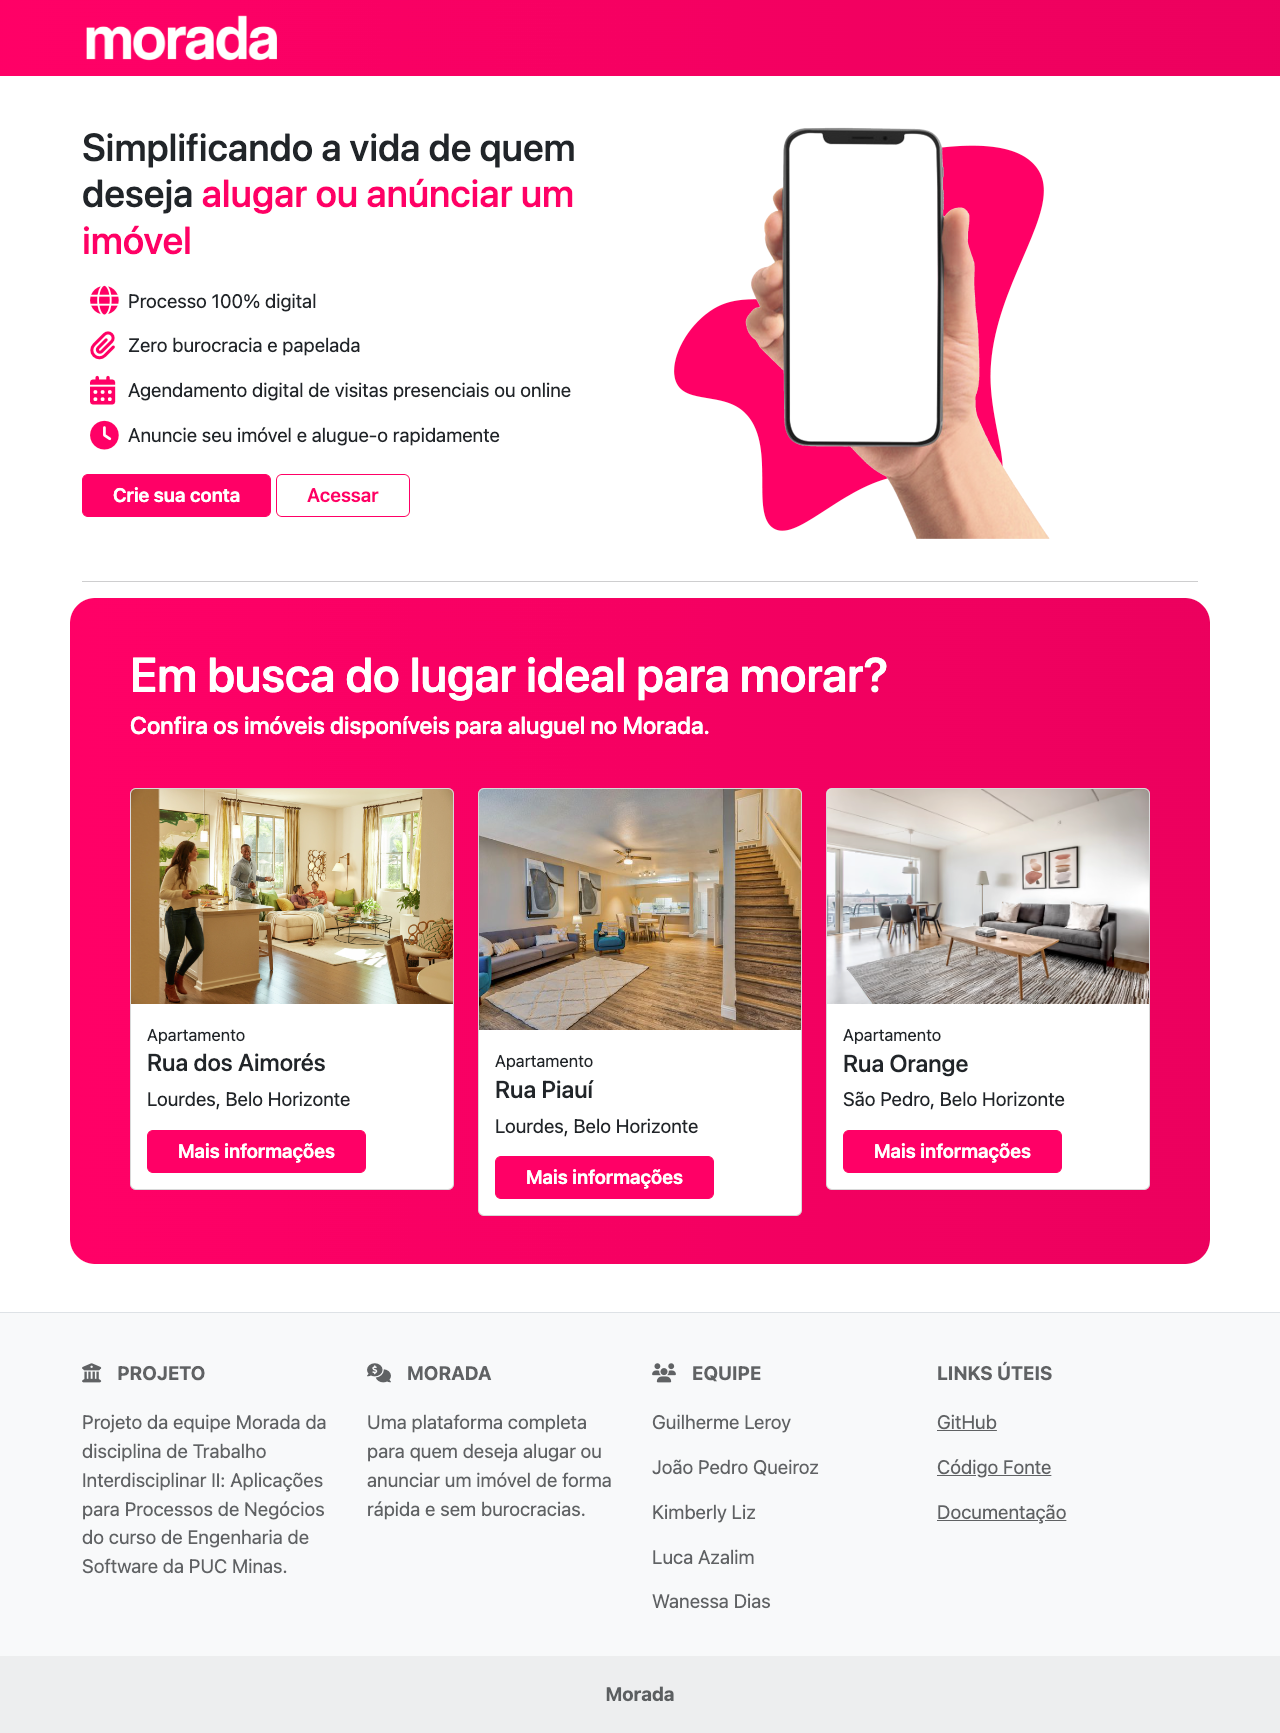 morada
Simplificando a vida de quem
deseja alugar ou anúnciar um
imóvel
Processo 100% digital
Zero burocracia e papelada
Agendamento digital de visitas presenciais ou online
Anuncie seu imóvel e alugue-o rapidamente
Crie sua conta
Acessar
Em busca do lugar ideal para morar?
Confira os imóveis disponíveis para aluguel no Morada.
Apartamento
Rua dos Aimorés
Lourdes, Belo Horizonte
Mais informações
Apartamento
Rua Piauí
Lourdes, Belo Horizonte
Mais informações
Apartamento
Rua Orange
São Pedro, Belo Horizonte
Mais informações
PROJETO
Projeto da equipe Morada da
disciplina de Trabalho
Interdisciplinar II: Aplicações
para Processos de Negócios
do curso de Engenharia de
Software da PUC Minas.
MORADA
Uma plataforma completa
para quem deseja alugar ou
anunciar um imóvel de forma
rápida e sem burocracias.
EQUIPE
Guilherme Leroy
João Pedro Queiroz
Kimberly Liz
Luca Azalim
Wanessa Dias
LINKS ÚTEIS
GitHub
Código Fonte
Documentação
Morada